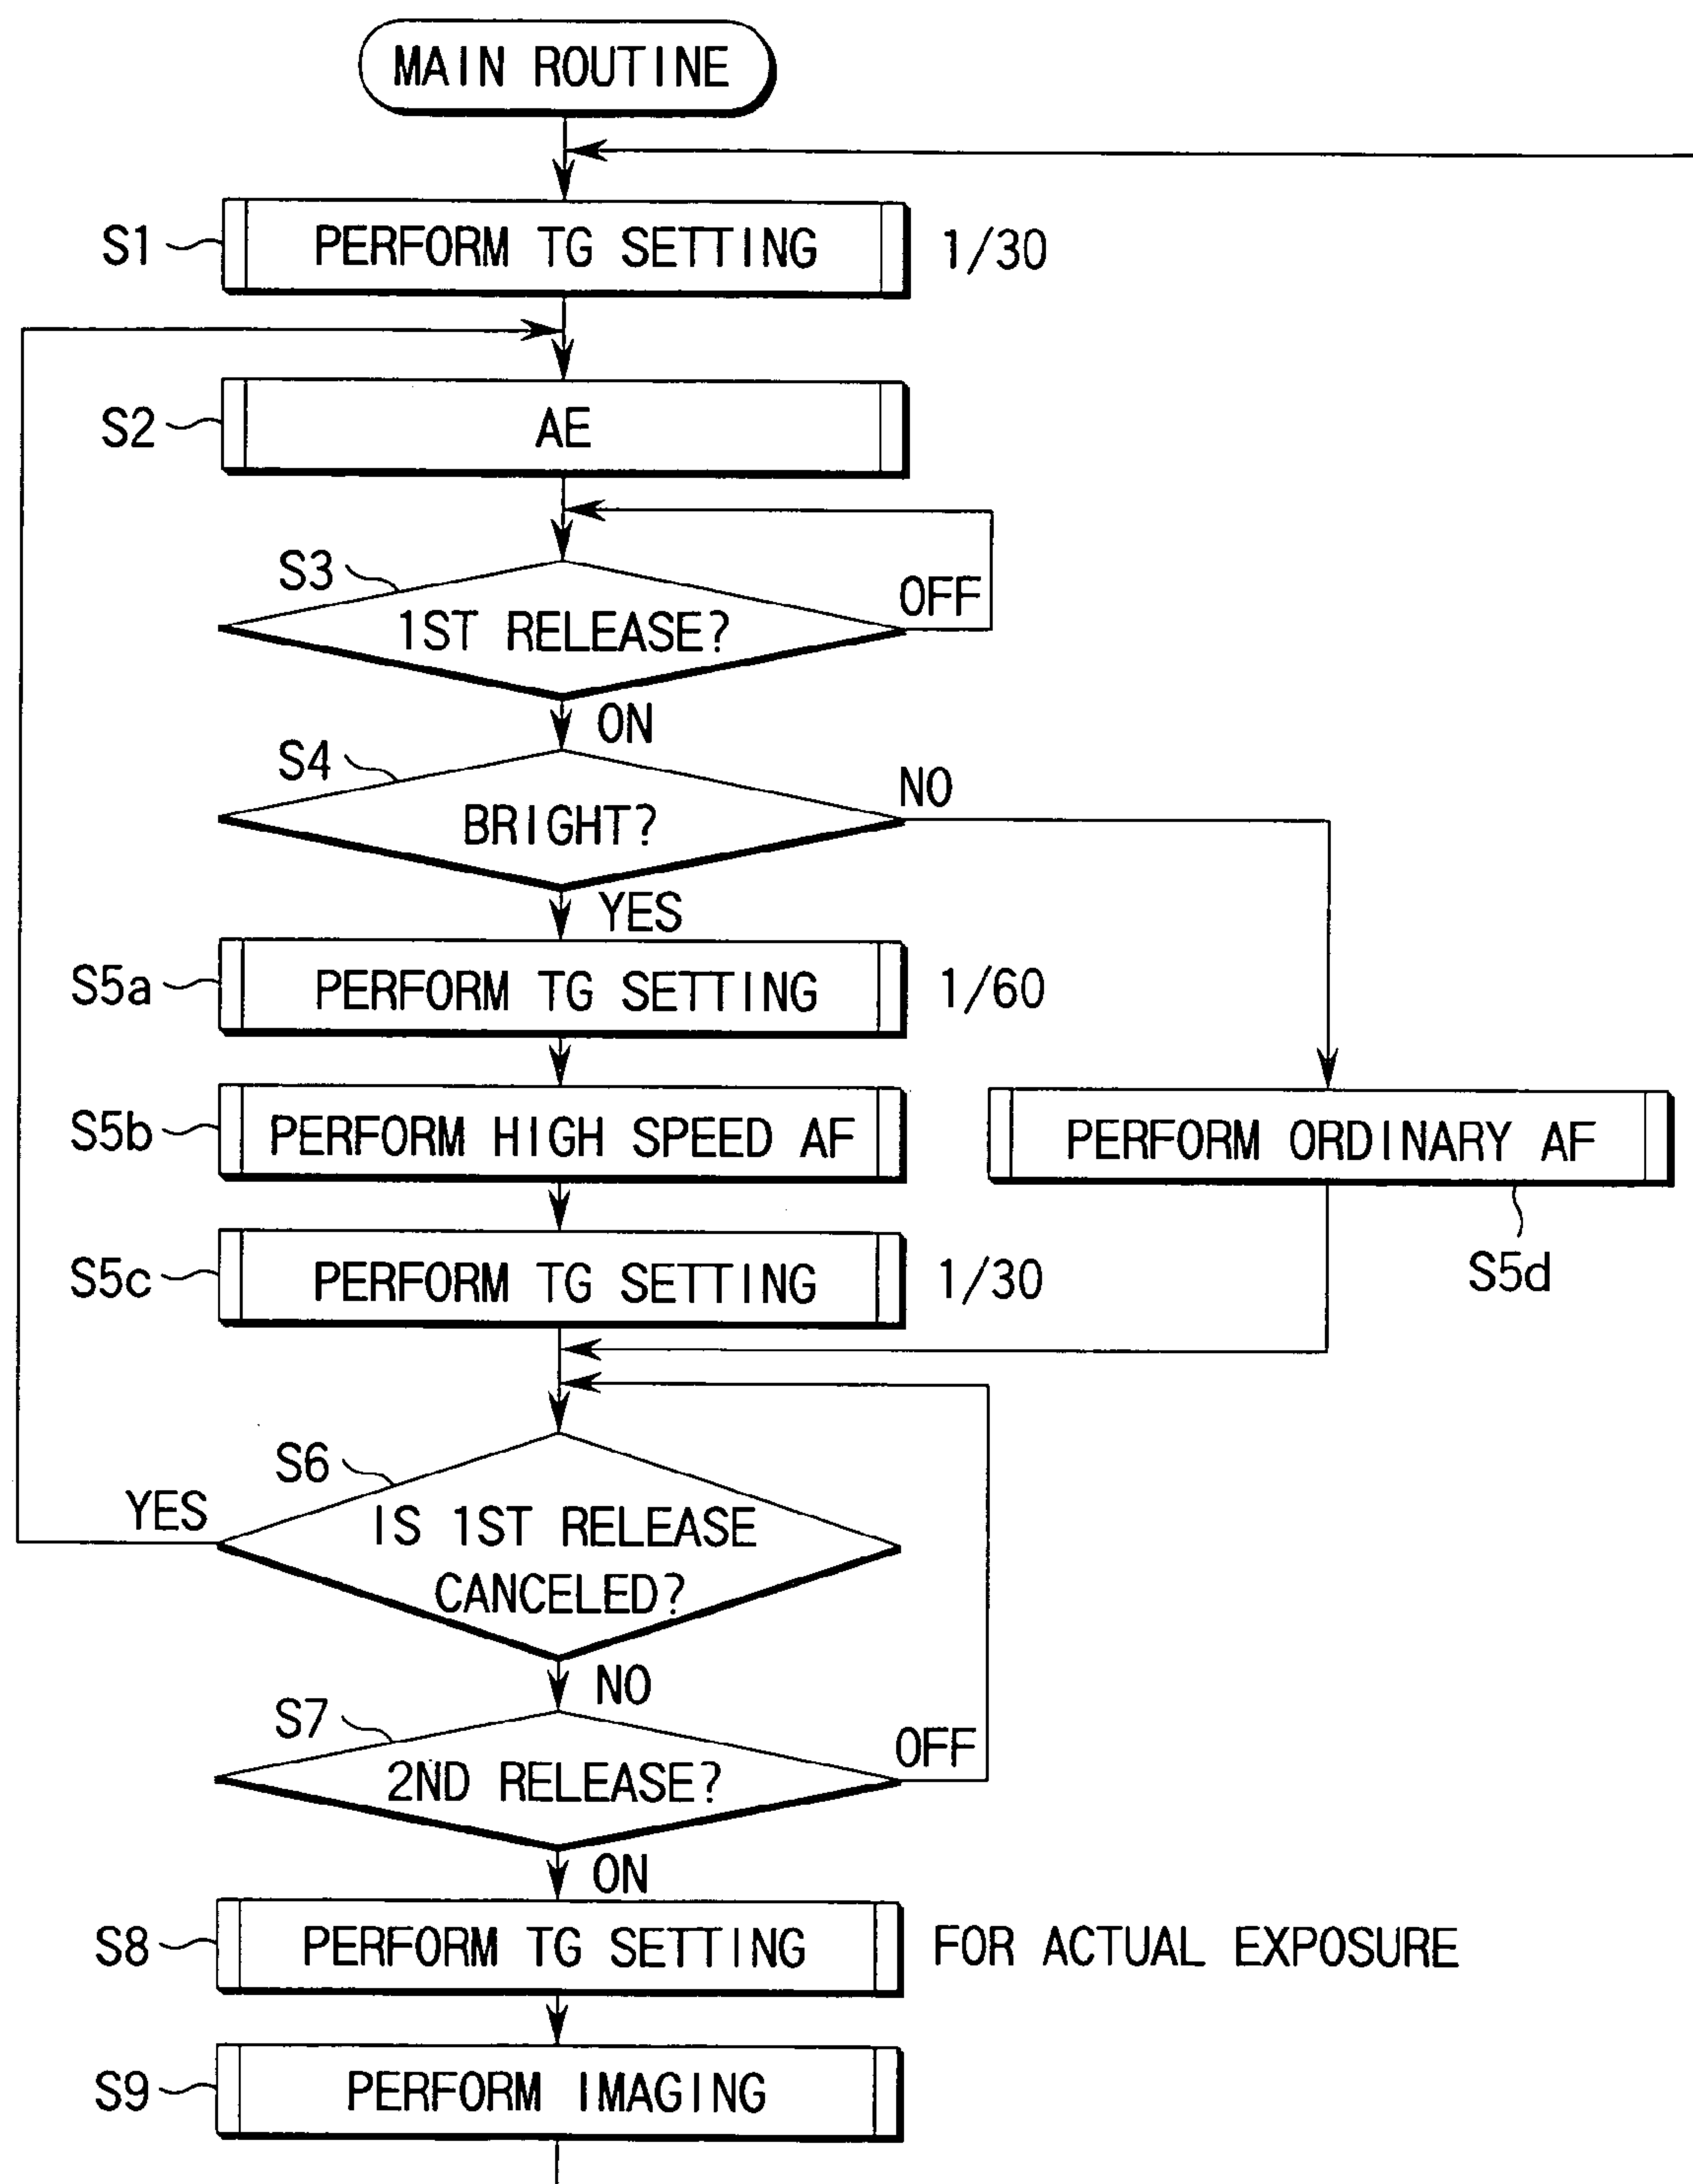 MAIN ROUTINE
S1
PERFORM TG SETTING
1/30
S2
AE
S3
1ST RELEASE?
OFF
ON
S4
BRIGHT?
NO
YES
S5a
PERFORM TG SETTING
1/60
S5b
PERFORM HIGH SPEED AF
PERFORM ORDINARY AF
S5d
S5c
PERFORM TG SETTING
1/30
S6
YES
IS 1ST RELEASE
CANCELED?
NO
S7
2ND RELEASE?
OFF
ON
S8
PERFORM TG SETTING
FOR ACTUAL EXPOSURE
S9
PERFORM IMAGING